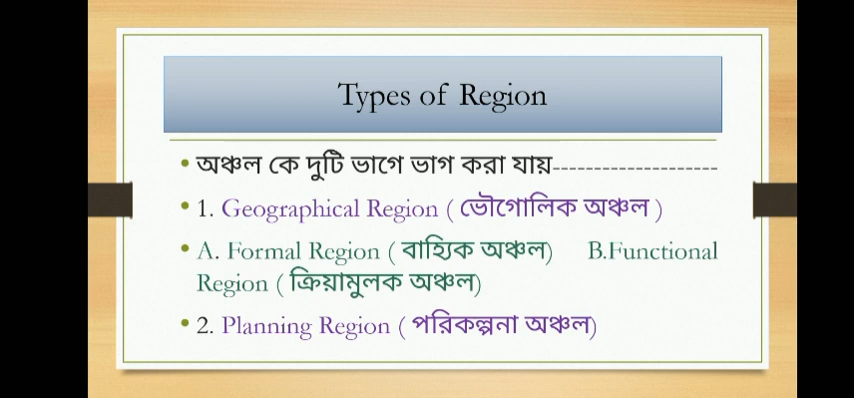 Types of Region
• অঞ্চল কে দুটি ভাগে ভাগ করা যায়--------------------
• 1. Geographical Region ( ভৌগোলিক অঞ্চল )
• A. Formal Region ( বাহ্যিক অঞ্চল) B.Functional
Region ( ক্রিয়ামুলক অঞ্চল)
• 2. Planning Region ( পরিকল্পনা অঞ্চল)